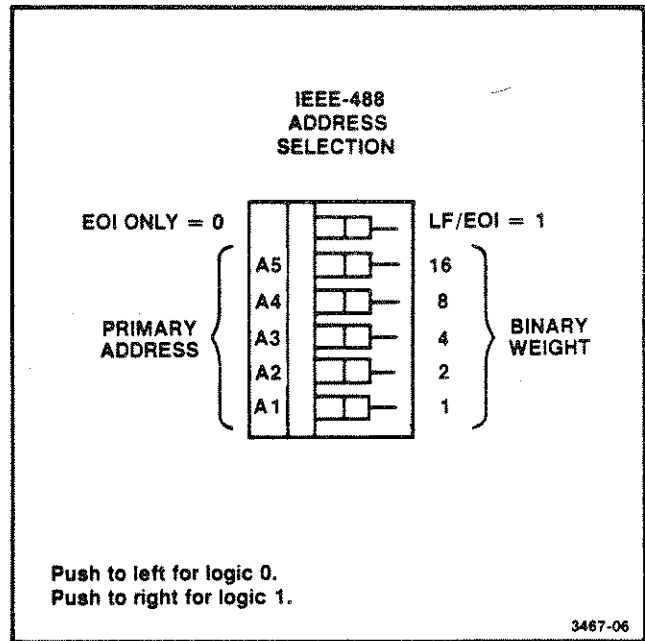 IEEE-488
ADDRESS
SELECTION
EOI ONLY = 0
LF/EOI = 1
A5
16
A4
8
PRIMARY
ADDRESS
A3
4
BINARY
WEIGHT
A2
2
A1
1
Push to left for logic 0.
Push to right for logic 1.
3467-06